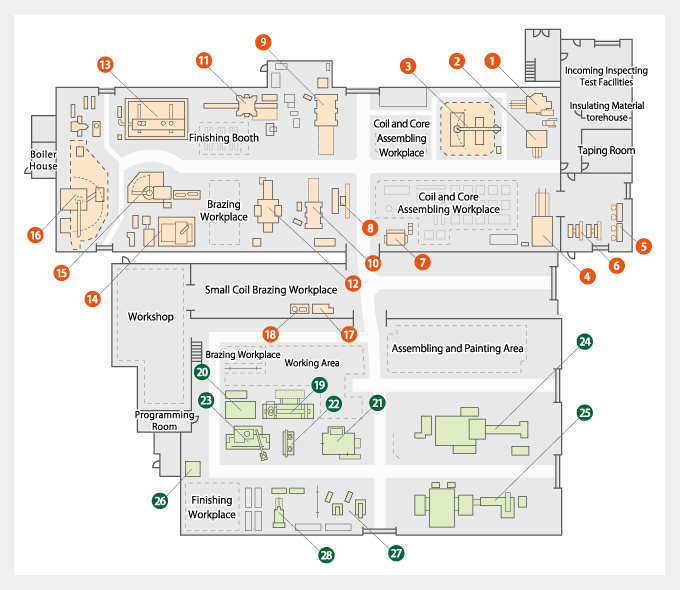 9
11
13
3
2
1
Incoming Inspecting
Test Facilities
Insulating Material
torehouse
Coil and Core
Assembling
Workplace
Finishing Booth
Taping Room
Boiler
House
Brazing
Workplace
Coil and Core
Assembling Workplace
16
15
14
12
10
8
7
4
6
5
Small Coil Brazing Workplace
18
17
Workshop
Brazing Workplace
Working Area
Assembling and Painting Area
24
20
19
22
21
23
25
Programming
Room
26
Finishing
Workplace
28
27